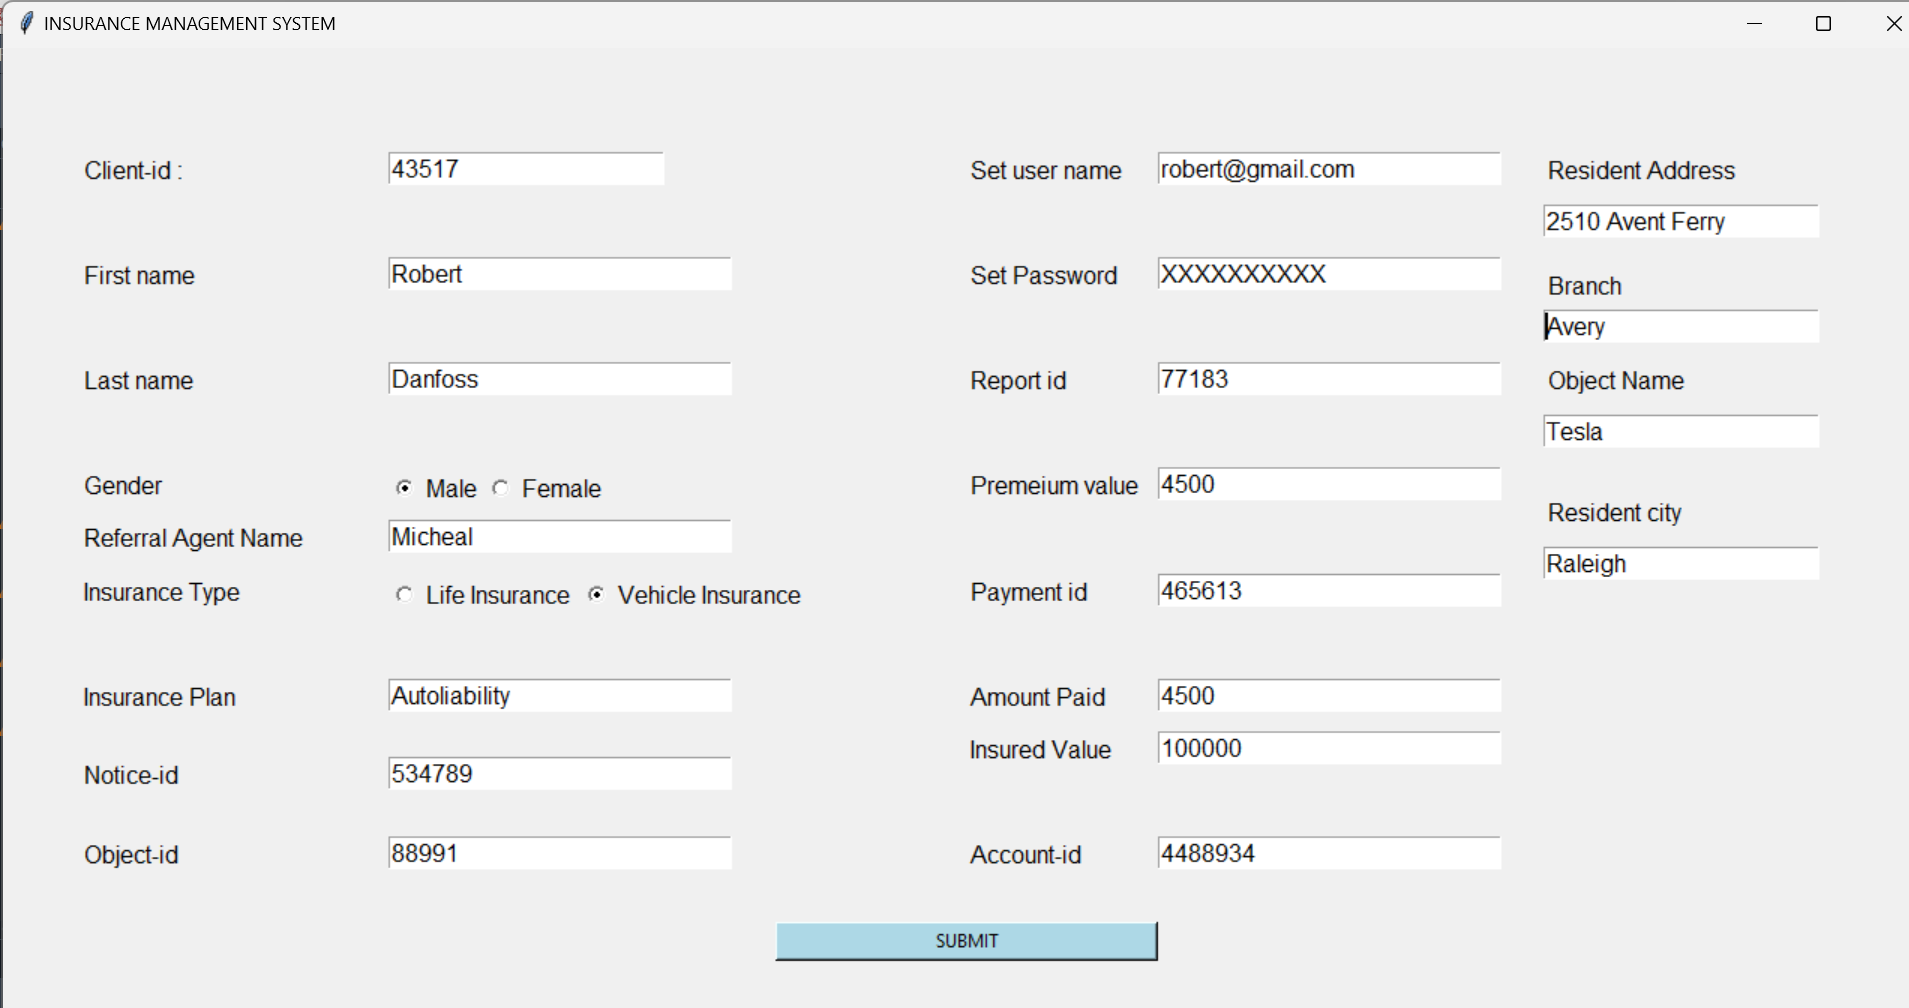 INSURANCE MANAGEMENT SYSTEM
Client-id :
43517
First name
Robert
Last name
Danfoss
Gender
Male
Female
Referral Agent Name
Micheal
Insurance Type
Life Insurance
Vehicle Insurance
Insurance Plan
Autoliability
Notice-id
534789
Object-id
88991
Set user name
robert@gmail.com
Set Password
XXXXXXXXXX
Report id
77183
Premeium value
4500
Payment id
465613
Amount Paid
4500
Insured Value
100000
Account-id
4488934
Resident Address
2510 Avent Ferry
Branch
Avery
Object Name
Tesla
Resident city
Raleigh
SUBMIT